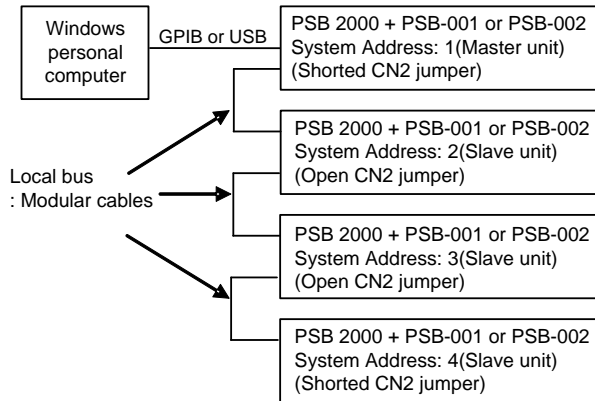 Windows
personal
computer
GPIB or USB
PSB 2000 + PSB-001 or PSB-002
System Address: 1(Master unit)
(Shorted CN2 jumper)
PSB 2000 + PSB-001 or PSB-002
System Address: 2(Slave unit)
(Open CN2 jumper)
Local bus
: Modular cables
PSB 2000 + PSB-001 or PSB-002
System Address: 3(Slave unit)
(Open CN2 jumper)
PSB 2000 + PSB-001 or PSB-002
System Address: 4(Slave unit)
(Shorted CN2 jumper)